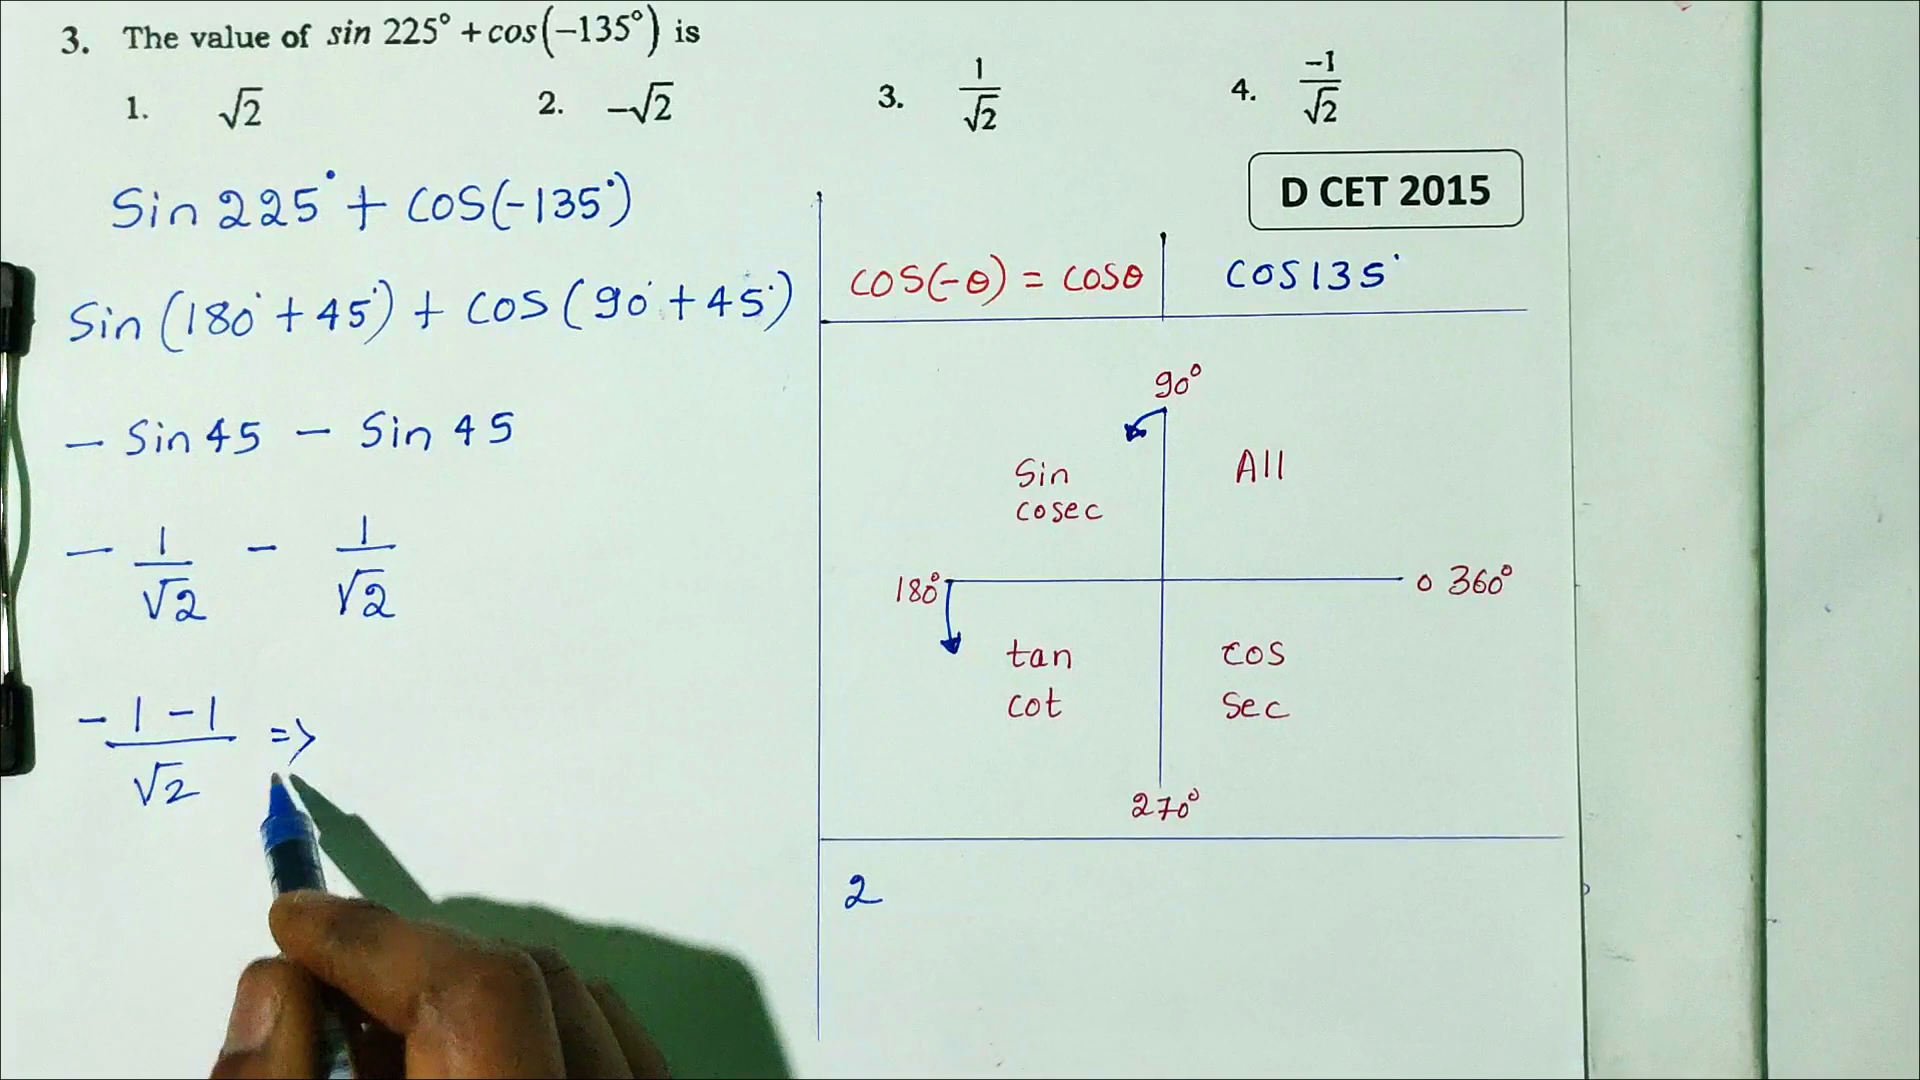 3. The value of sin 225° + cos(−135°) is
1. √2 2. −√2 3. 1/√2 4. −1/√2
D CET 2015
Sin 225° + cos(−135°)
Sin (180° + 45°) + cos (90° + 45°)
− Sin 45 − Sin 45
− 1/√2 − 1/√2
(−1 −1)/√2 =>
cos(−θ) = cosθ
cos 135°
90°
Sin
cosec
All
180°
0 360°
tan
cot
cos
Sec
270°
2